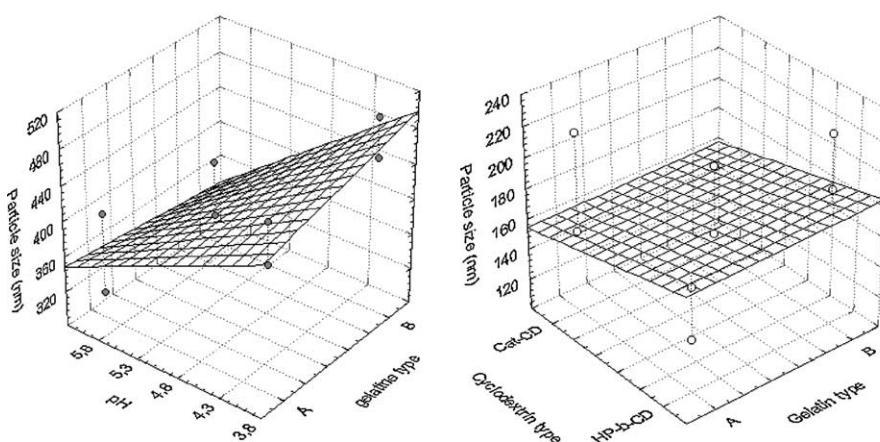 520
480
440
400
360
320
Particle size (nm)
5,8
5,3
4,8
4,3
3,8
pH
A
B
gelatine type
240
220
200
180
160
140
120
Particle size (nm)
Cat-CD
HP-b-CD
Cyclodextrin type
A
B
Gelatin type